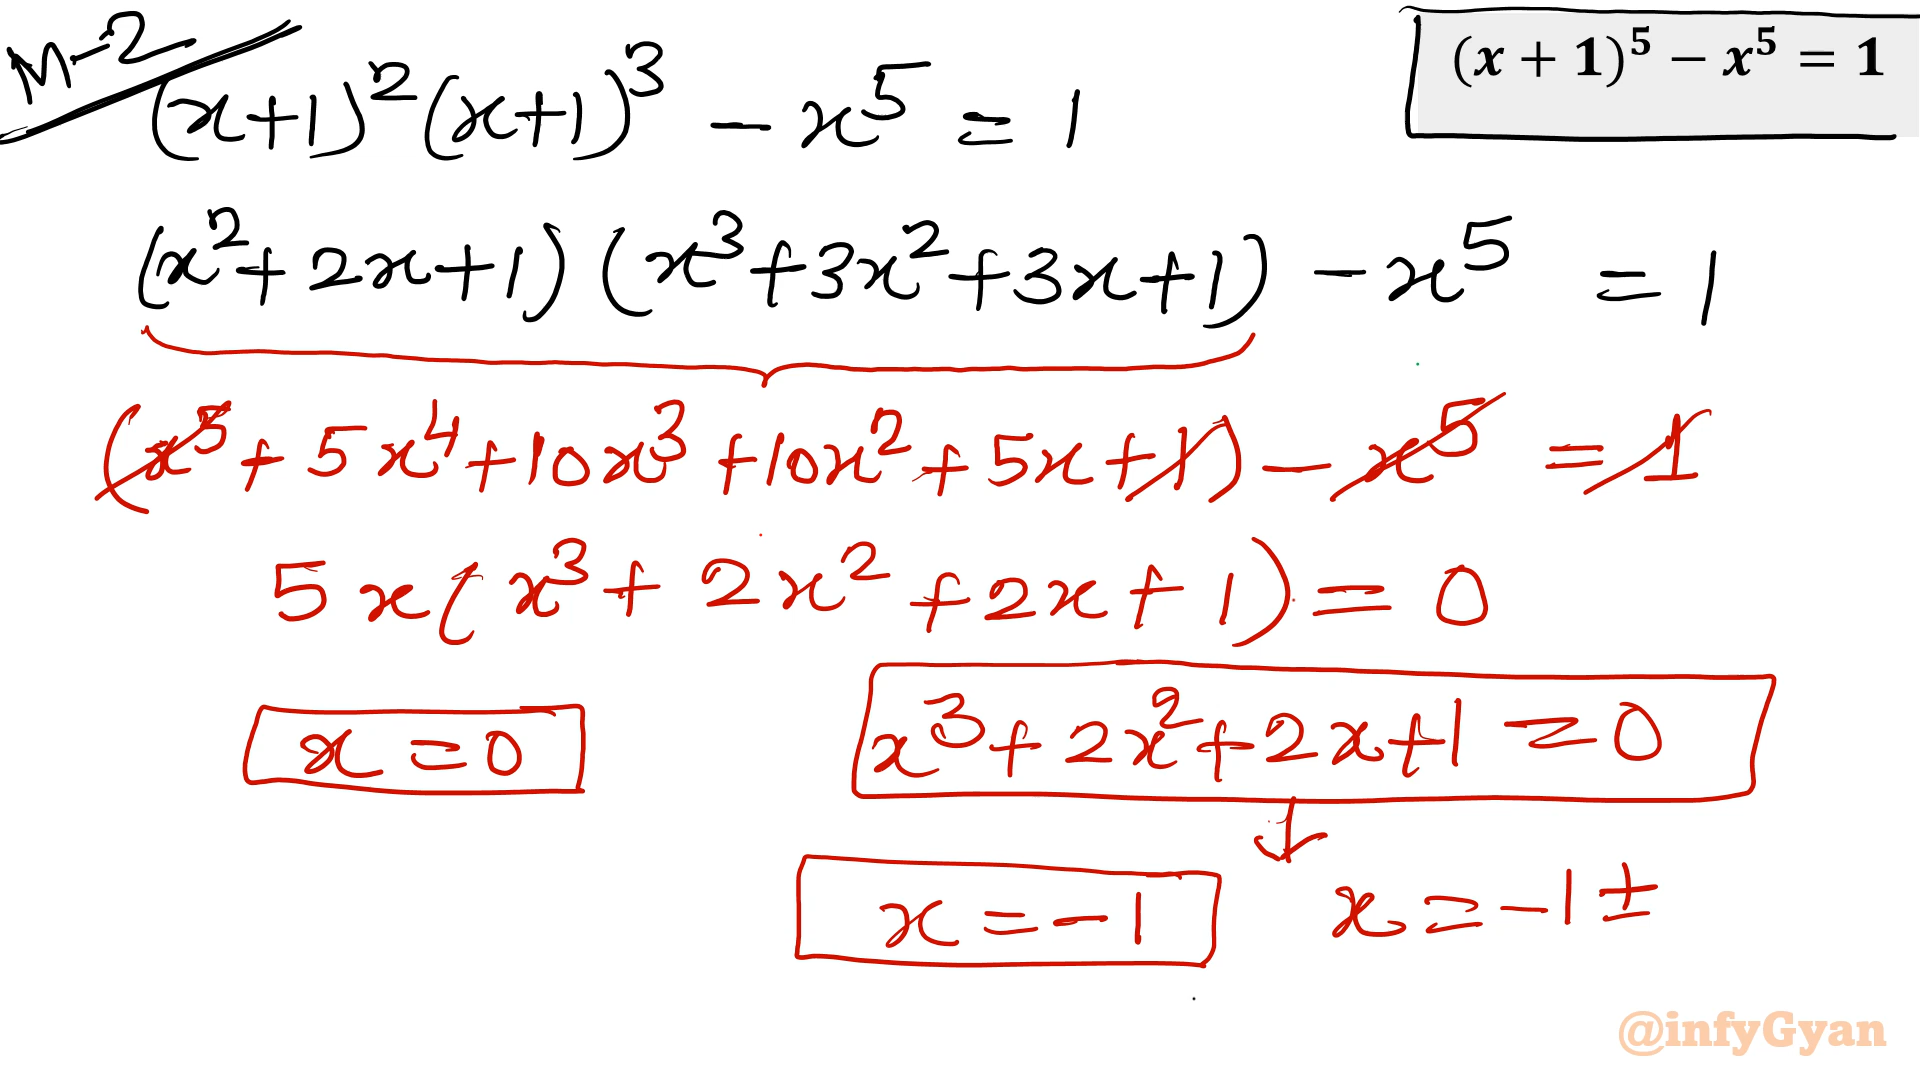 M-2
(x + 1)⁵ − x⁵ = 1
(x+1)²(x+1)³ − x⁵ = 1
(x²+2x+1) (x³+3x²+3x+1) − x⁵ = 1
(x⁵ + 5x⁴ + 10x³ + 10x² + 5x + 1) − x⁵ = 1
5x(x³ + 2x² + 2x + 1) = 0
x = 0
x³ + 2x² + 2x + 1 = 0
x = −1
x = −1 ±
@infyGyan